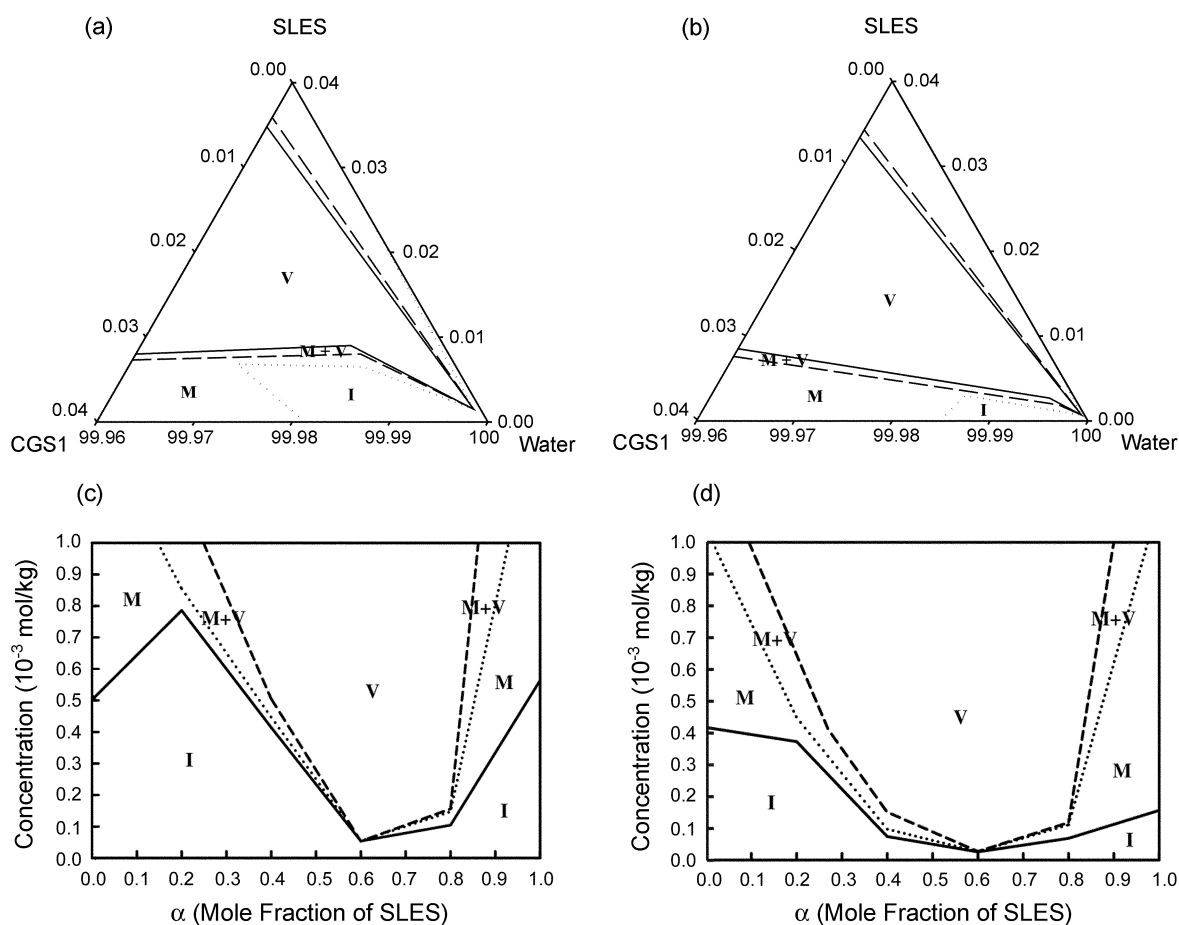 (a)
SLES
0.00
0.04
0.01
0.03
0.02
0.02
V
0.03
0.01
M + V
M
I
0.04
0.00
CGS1
99.96
99.97
99.98
99.99
100
Water
(b)
SLES
0.00
0.04
0.01
0.03
0.02
0.02
V
0.03
0.01
M + V
M
I
0.04
0.00
CGS1
99.96
99.97
99.98
99.99
100
Water
(c)
Concentration (10⁻³ mol/kg)
1.0
0.9
0.8
0.7
0.6
0.5
0.4
0.3
0.2
0.1
0.0
M
M+V
M+V
V
M
I
I
0.0 0.1 0.2 0.3 0.4 0.5 0.6 0.7 0.8 0.9 1.0
α (Mole Fraction of SLES)
(d)
Concentration (10⁻³ mol/kg)
1.0
0.9
0.8
0.7
0.6
0.5
0.4
0.3
0.2
0.1
0.0
M+V
M+V
M
V
M
I
I
0.0 0.1 0.2 0.3 0.4 0.5 0.6 0.7 0.8 0.9 1.0
α (Mole Fraction of SLES)